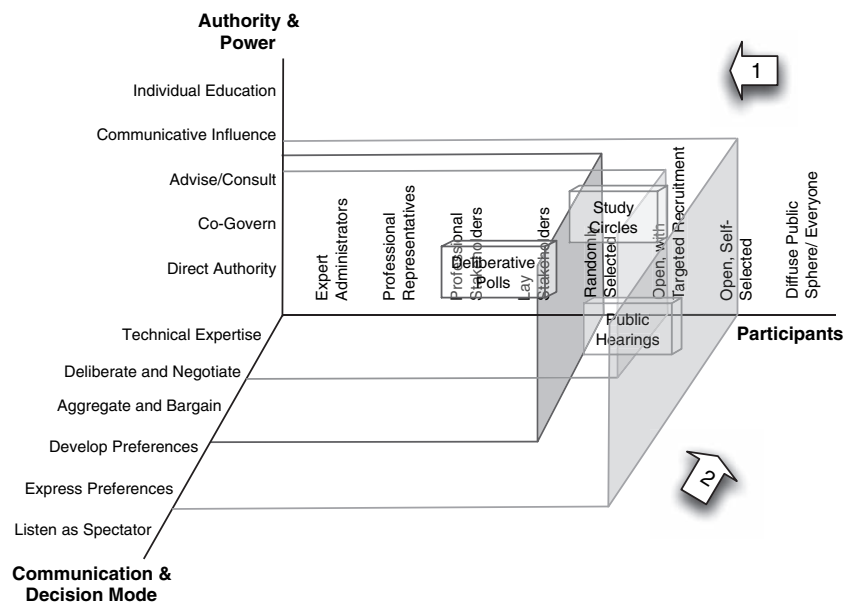 Authority &
Power
Individual Education
Communicative Influence
Advise/Consult
Co-Govern
Direct Authority
Expert
Administrators
Professional
Representatives
Professional
Stakeholders
Lay
Stakeholders
Randomly
Selected
Open, with
Targeted Recruitment
Open, Self-
Selected
Diffuse Public
Sphere/ Everyone
Study
Circles
Deliberative
Polls
Public
Hearings
Participants
Technical Expertise
Deliberate and Negotiate
Aggregate and Bargain
Develop Preferences
Express Preferences
Listen as Spectator
Communication &
Decision Mode
1
2